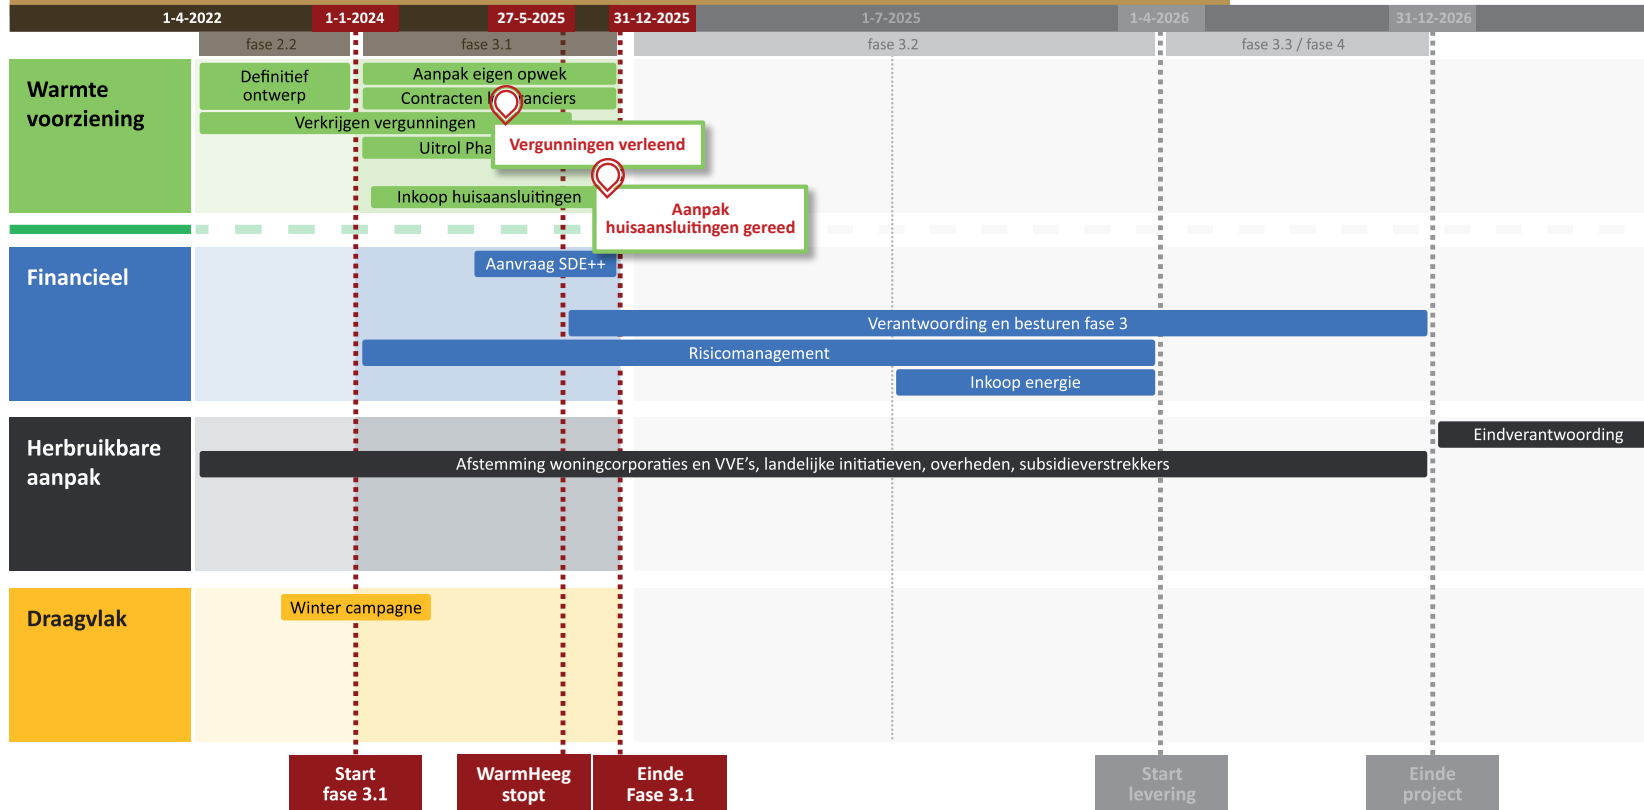 1-4-2022 1-1-2024 27-5-2025 31-12-2025 1-7-2025 1-4-2026 31-12-2026
fase 2.2 fase 3.1 fase 3.2 fase 3.3 / fase 4
Warmte
voorziening
Definitief
ontwerp
Aanpak eigen opwek
Contracten
Verkrijgen vergunningen
Vergunningen verleend
Uitrol
Inkoop huisaansluitingen
Aanpak
huisaansluitingen gereed
Financieel
Aanvraag SDE++
Verantwoording en besturen fase 3
Risicomanagement
Inkoop energie
Herbruikbare
aanpak
Eindverantwoording
Afstemming woningcorporaties en VVE's, landelijke initiatieven, overheden, subsidieverstrekkers
Draagvlak
Winter campagne
Start
fase 3.1
WarmHeeg
stopt
Einde
Fase 3.1
Start
levering
Einde
project